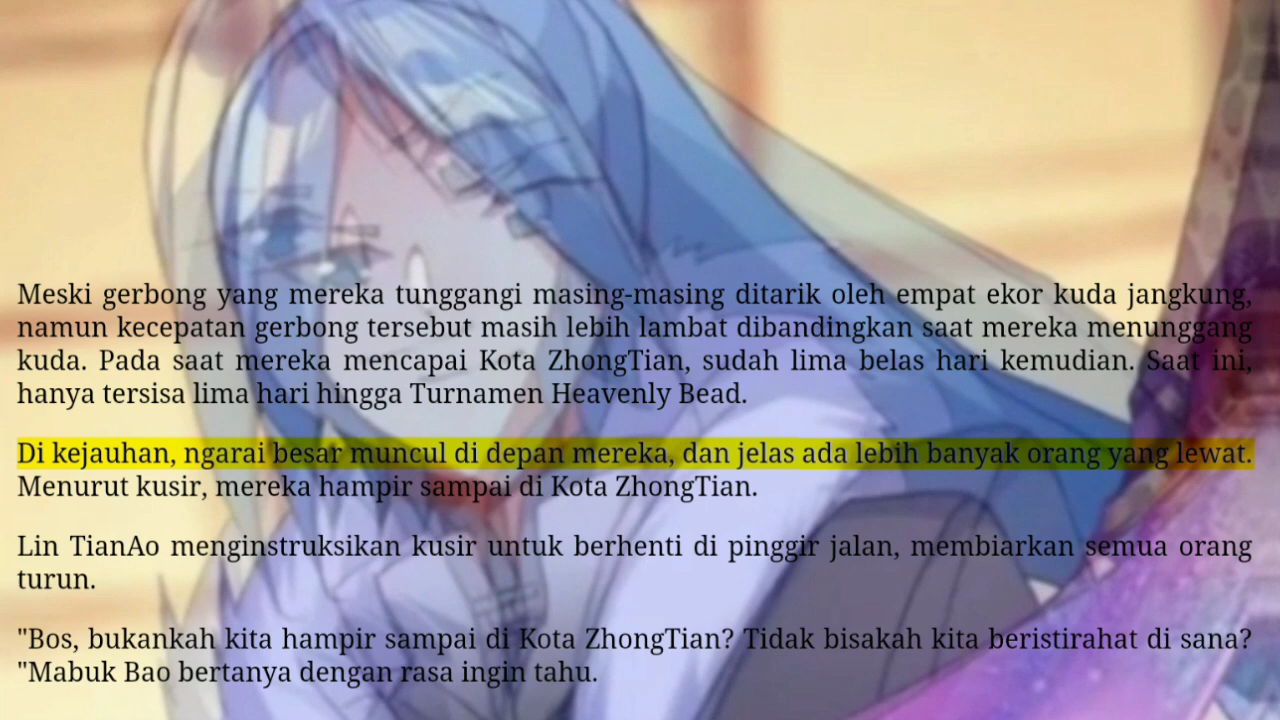 Meski gerbong yang mereka tunggangi masing-masing ditarik oleh empat ekor kuda jangkung,
namun kecepatan gerbong tersebut masih lebih lambat dibandingkan saat mereka menunggang
kuda. Pada saat mereka mencapai Kota ZhongTian, sudah lima belas hari kemudian. Saat ini,
hanya tersisa lima hari hingga Turnamen Heavenly Bead.
Di kejauhan, ngarai besar muncul di depan mereka, dan jelas ada lebih banyak orang yang lewat.
Menurut kusir, mereka hampir sampai di Kota ZhongTian.
Lin TianAo menginstruksikan kusir untuk berhenti di pinggir jalan, membiarkan semua orang
turun.
"Bos, bukankah kita hampir sampai di Kota ZhongTian? Tidak bisakah kita beristirahat di sana?
"Mabuk Bao bertanya dengan rasa ingin tahu.